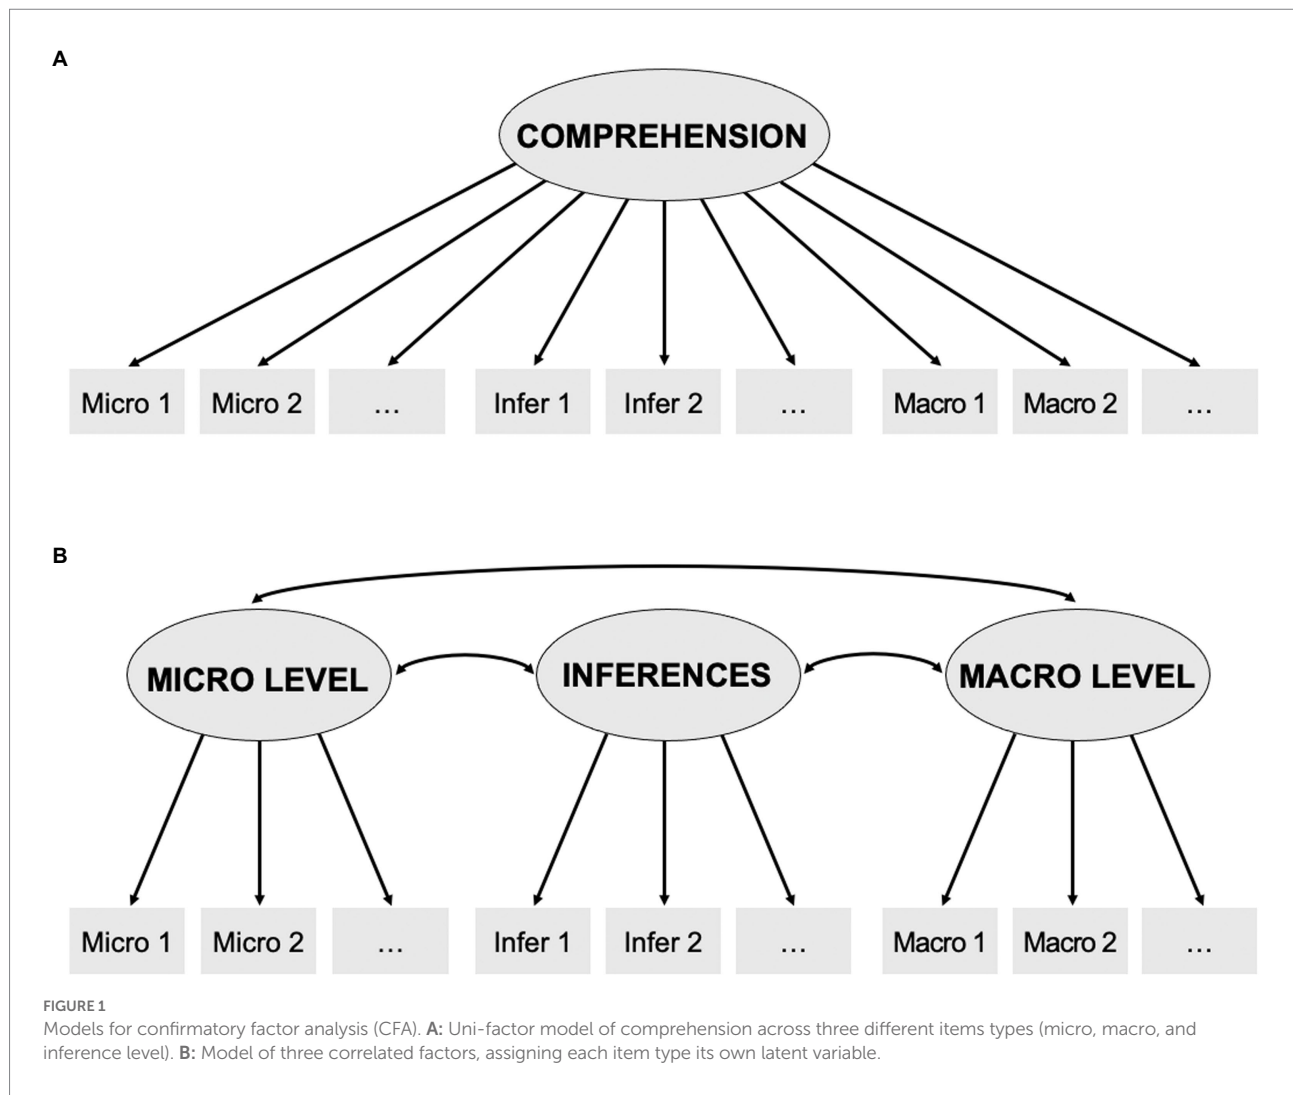 A
COMPREHENSION
Micro 1
Micro 2
...
Infer 1
Infer 2
...
Macro 1
Macro 2
...
B
MICRO LEVEL
INFERENCES
MACRO LEVEL
Micro 1
Micro 2
...
Infer 1
Infer 2
...
Macro 1
Macro 2
...
FIGURE 1
Models for confirmatory factor analysis (CFA). A: Uni-factor model of comprehension across three different items types (micro, macro, and
inference level). B: Model of three correlated factors, assigning each item type its own latent variable.